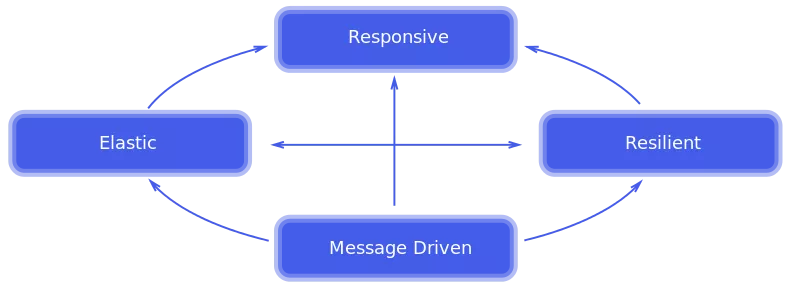 Responsive
Elastic
Resilient
Message Driven